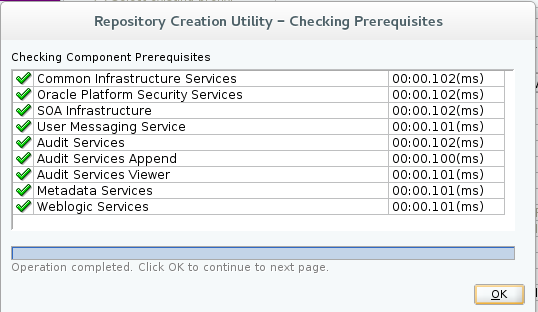 Repository Creation Utility – Checking Prerequisites
Checking Component Prerequisites
Common Infrastructure Services 00:00.102(ms)
Oracle Platform Security Services 00:00.102(ms)
SOA Infrastructure 00:00.102(ms)
User Messaging Service 00:00.101(ms)
Audit Services 00:00.102(ms)
Audit Services Append 00:00.100(ms)
Audit Services Viewer 00:00.101(ms)
Metadata Services 00:00.101(ms)
Weblogic Services 00:00.101(ms)
Operation completed. Click OK to continue to next page.
OK